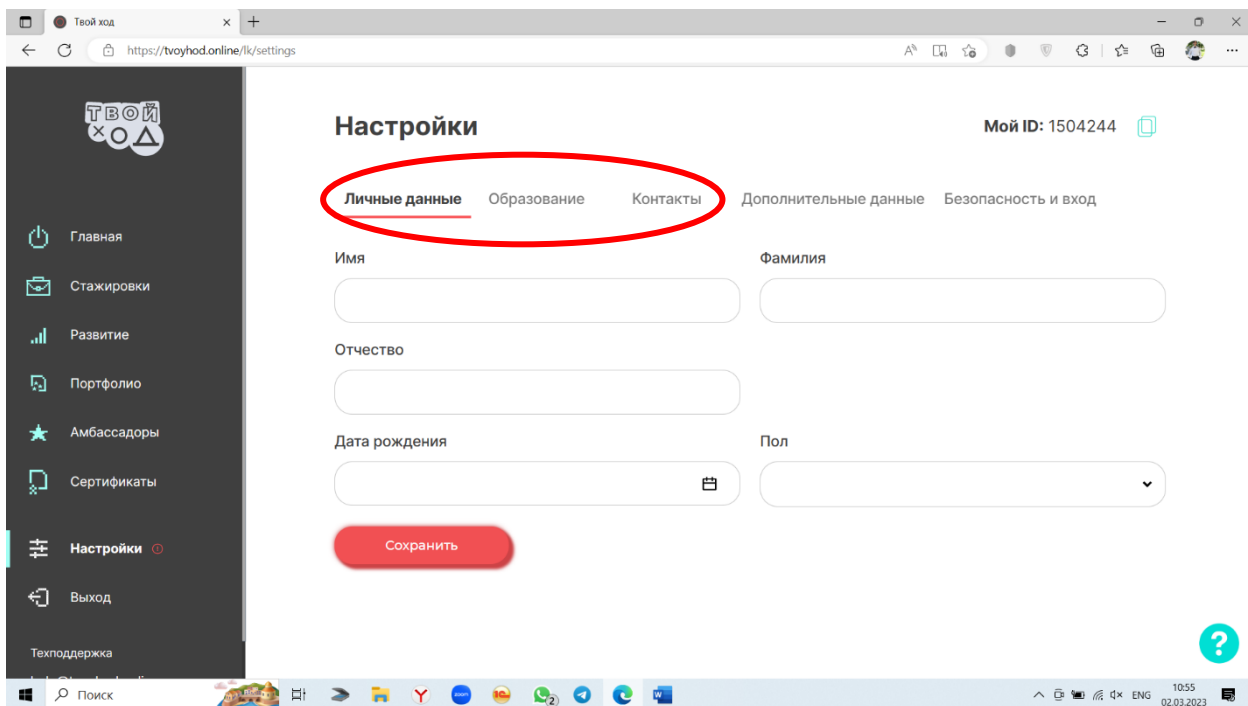 Твой ход
https://tvoyhod.online/lk/settings
ТВОЙ
ХОД
Настройки
Мой ID: 1504244
Личные данные Образование Контакты Дополнительные данные Безопасность и вход
Главная
Стажировки
Развитие
Портфолио
Амбассадоры
Сертификаты
Настройки
Выход
Техподдержка
Имя Фамилия
Отчество
Дата рождения Пол
Сохранить
?
Поиск
zoom
2
ENG
10:55
02.03.2023